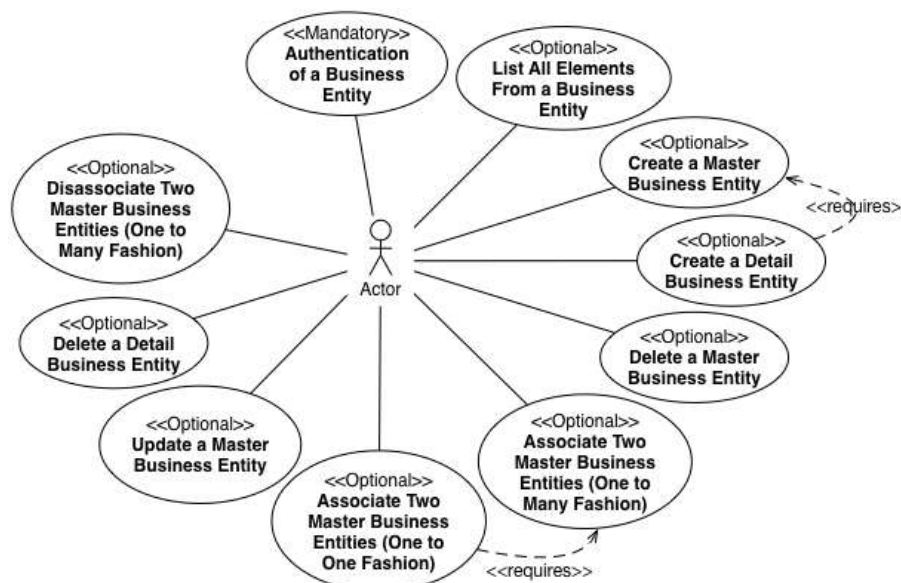 <<Mandatory>>
Authentication
of a Business
Entity
<<Optional>>
List All Elements
From a Business
Entity
<<Optional>>
Disassociate Two
Master Business
Entities (One to
Many Fashion)
<<Optional>>
Create a Master
Business Entity
<<requires>
<<Optional>>
Create a Detail
Business Entity
Actor
<<Optional>>
Delete a Detail
Business Entity
<<Optional>>
Delete a Master
Business Entity
<<Optional>>
Update a Master
Business Entity
<<Optional>>
Associate Two
Master Business
Entities (One to
Many Fashion)
<<Optional>>
Associate Two
Master Business
Entities (One to
One Fashion)
<<requires>>